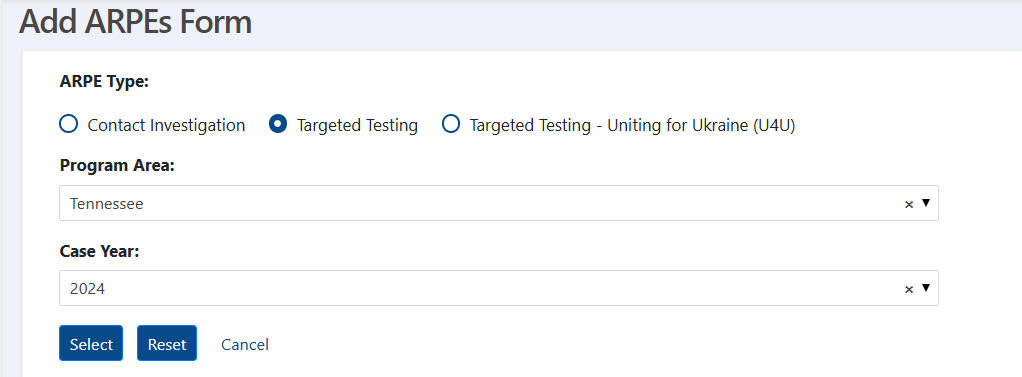 Add ARPEs Form
ARPE Type:
Contact Investigation Targeted Testing Targeted Testing - Uniting for Ukraine (U4U)
Program Area:
Tennessee × ▼
Case Year:
2024 × ▼
Select Reset Cancel